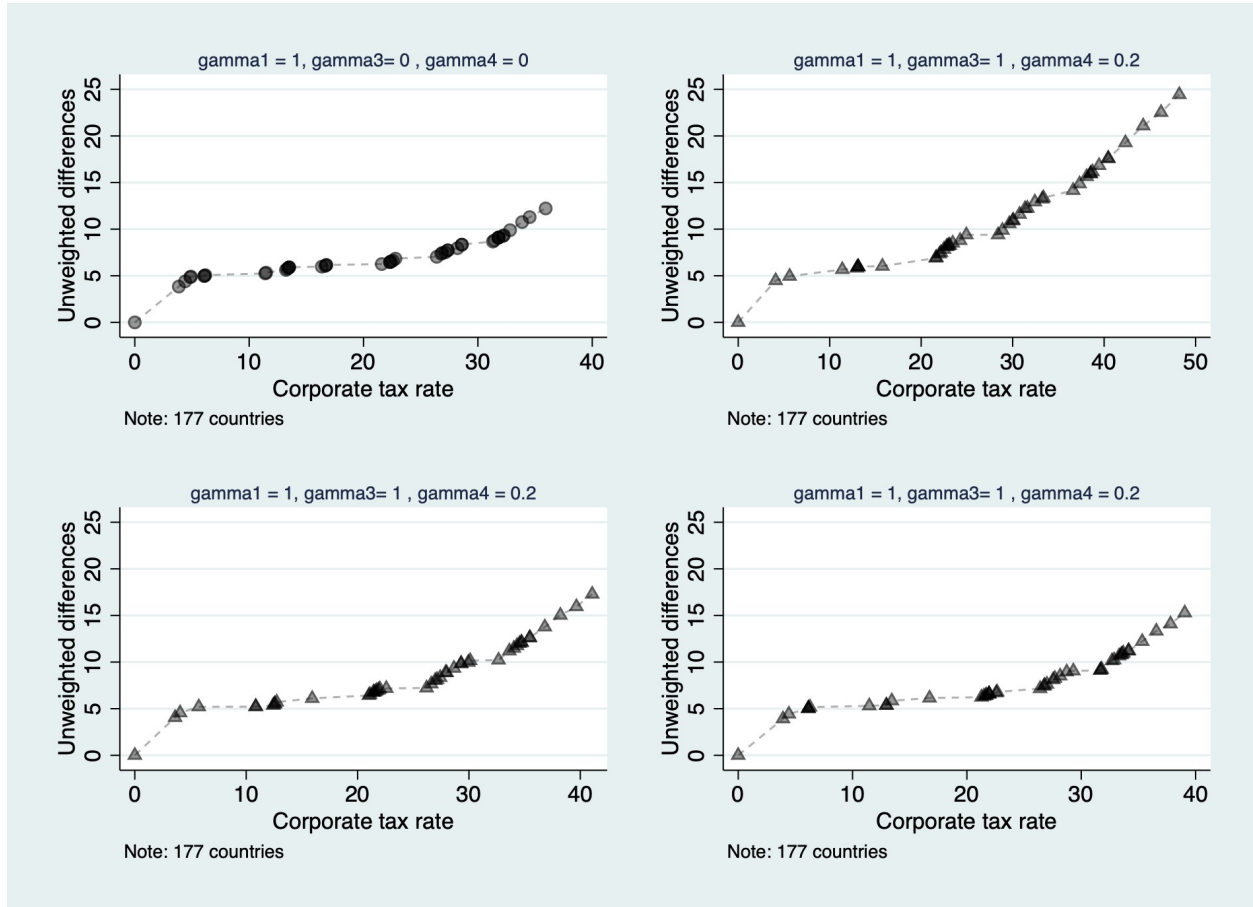 gamma1 = 1, gamma3= 0 , gamma4 = 0
Unweighted differences
25
20
15
10
5
0
0 10 20 30 40
Corporate tax rate
Note: 177 countries
gamma1 = 1, gamma3= 1 , gamma4 = 0.2
Unweighted differences
25
20
15
10
5
0
0 10 20 30 40 50
Corporate tax rate
Note: 177 countries
gamma1 = 1, gamma3= 1 , gamma4 = 0.2
Unweighted differences
25
20
15
10
5
0
0 10 20 30 40
Corporate tax rate
Note: 177 countries
gamma1 = 1, gamma3= 1 , gamma4 = 0.2
Unweighted differences
25
20
15
10
5
0
0 10 20 30 40
Corporate tax rate
Note: 177 countries